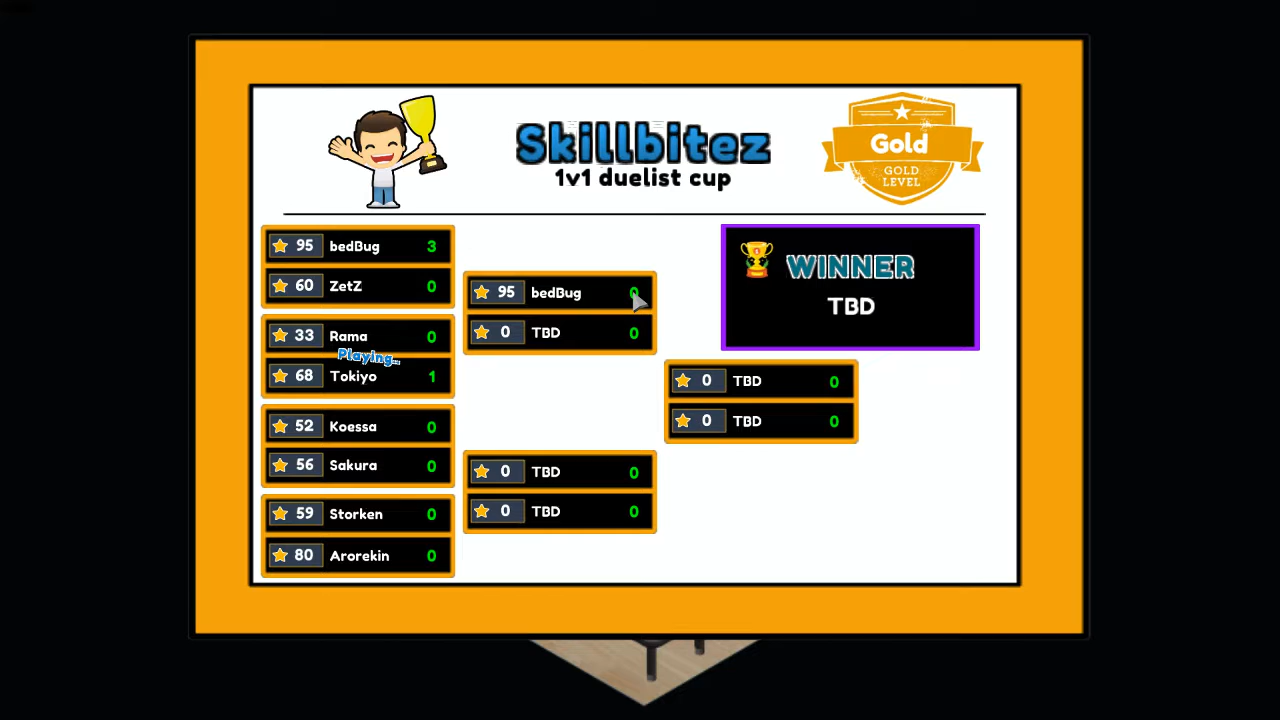 Skillbitez
1v1 duelist cup
Gold
GOLD
LEVEL
95 bedBug 3
60 ZetZ 0
33 Rama 0
Playing...
68 Tokiyo 1
52 Koessa 0
56 Sakura 0
59 Storken 0
80 Arorekin 0
95 bedBug 0
0 TBD 0
0 TBD 0
0 TBD 0
0 TBD 0
0 TBD 0
WINNER
TBD